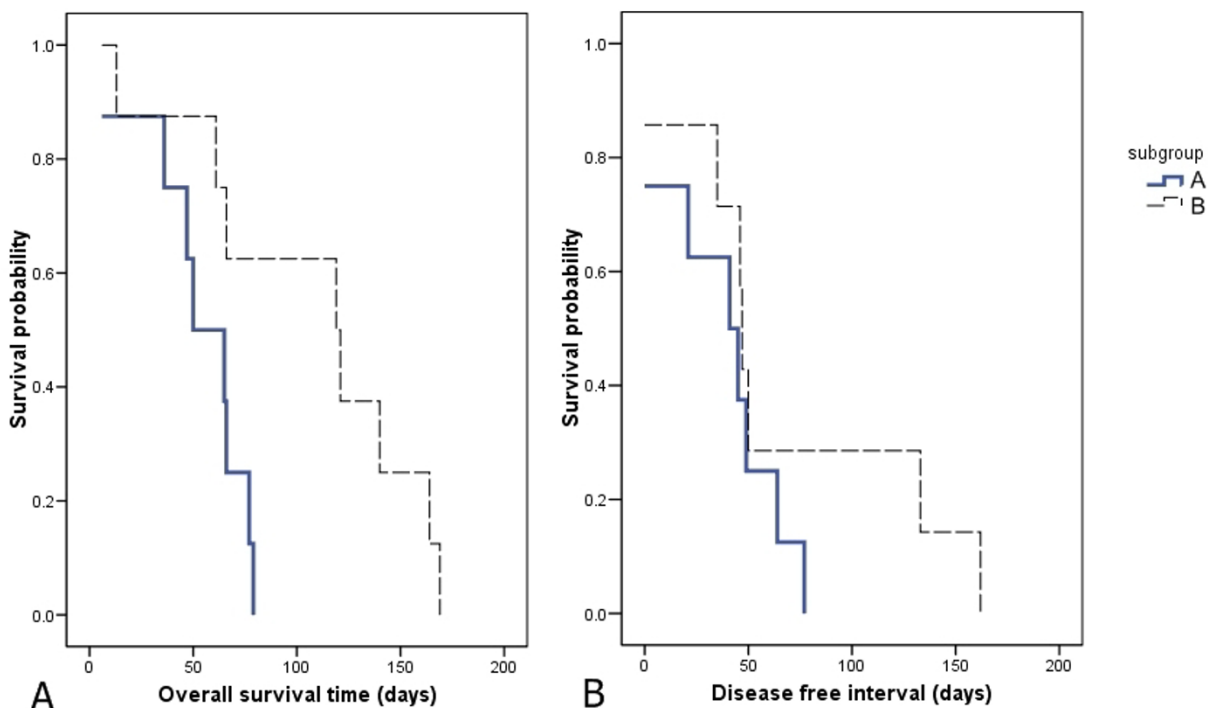 1.0
0.8
0.6
0.4
0.2
0.0
Survival probability
0 50 100 150 200
Overall survival time (days)
A
1.0
0.8
0.6
0.4
0.2
0.0
Survival probability
0 50 100 150 200
Disease free interval (days)
B
subgroup
A
B